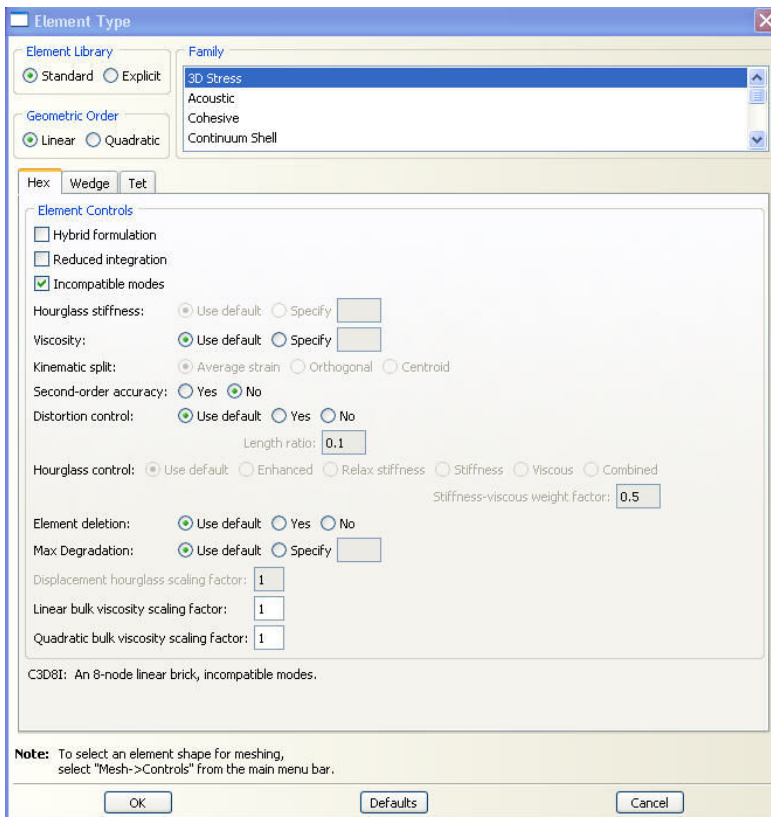 Element Type
Element Library
Standard Explicit
Family
3D Stress
Acoustic
Cohesive
Continuum Shell
Geometric Order
Linear Quadratic
Hex Wedge Tet
Element Controls
Hybrid formulation
Reduced integration
Incompatible modes
Hourglass stiffness: Use default Specify
Viscosity: Use default Specify
Kinematic split: Average strain Orthogonal Centroid
Second-order accuracy: Yes No
Distortion control: Use default Yes No
Length ratio: 0.1
Hourglass control: Use default Enhanced Relax stiffness Stiffness Viscous Combined
Stiffness-viscous weight factor: 0.5
Element deletion: Use default Yes No
Max Degradation: Use default Specify
Displacement hourglass scaling factor: 1
Linear bulk viscosity scaling factor: 1
Quadratic bulk viscosity scaling factor: 1
C3D8I: An 8-node linear brick, incompatible modes.
Note: To select an element shape for meshing,
select "Mesh->Controls" from the main menu bar.
OK Defaults Cancel